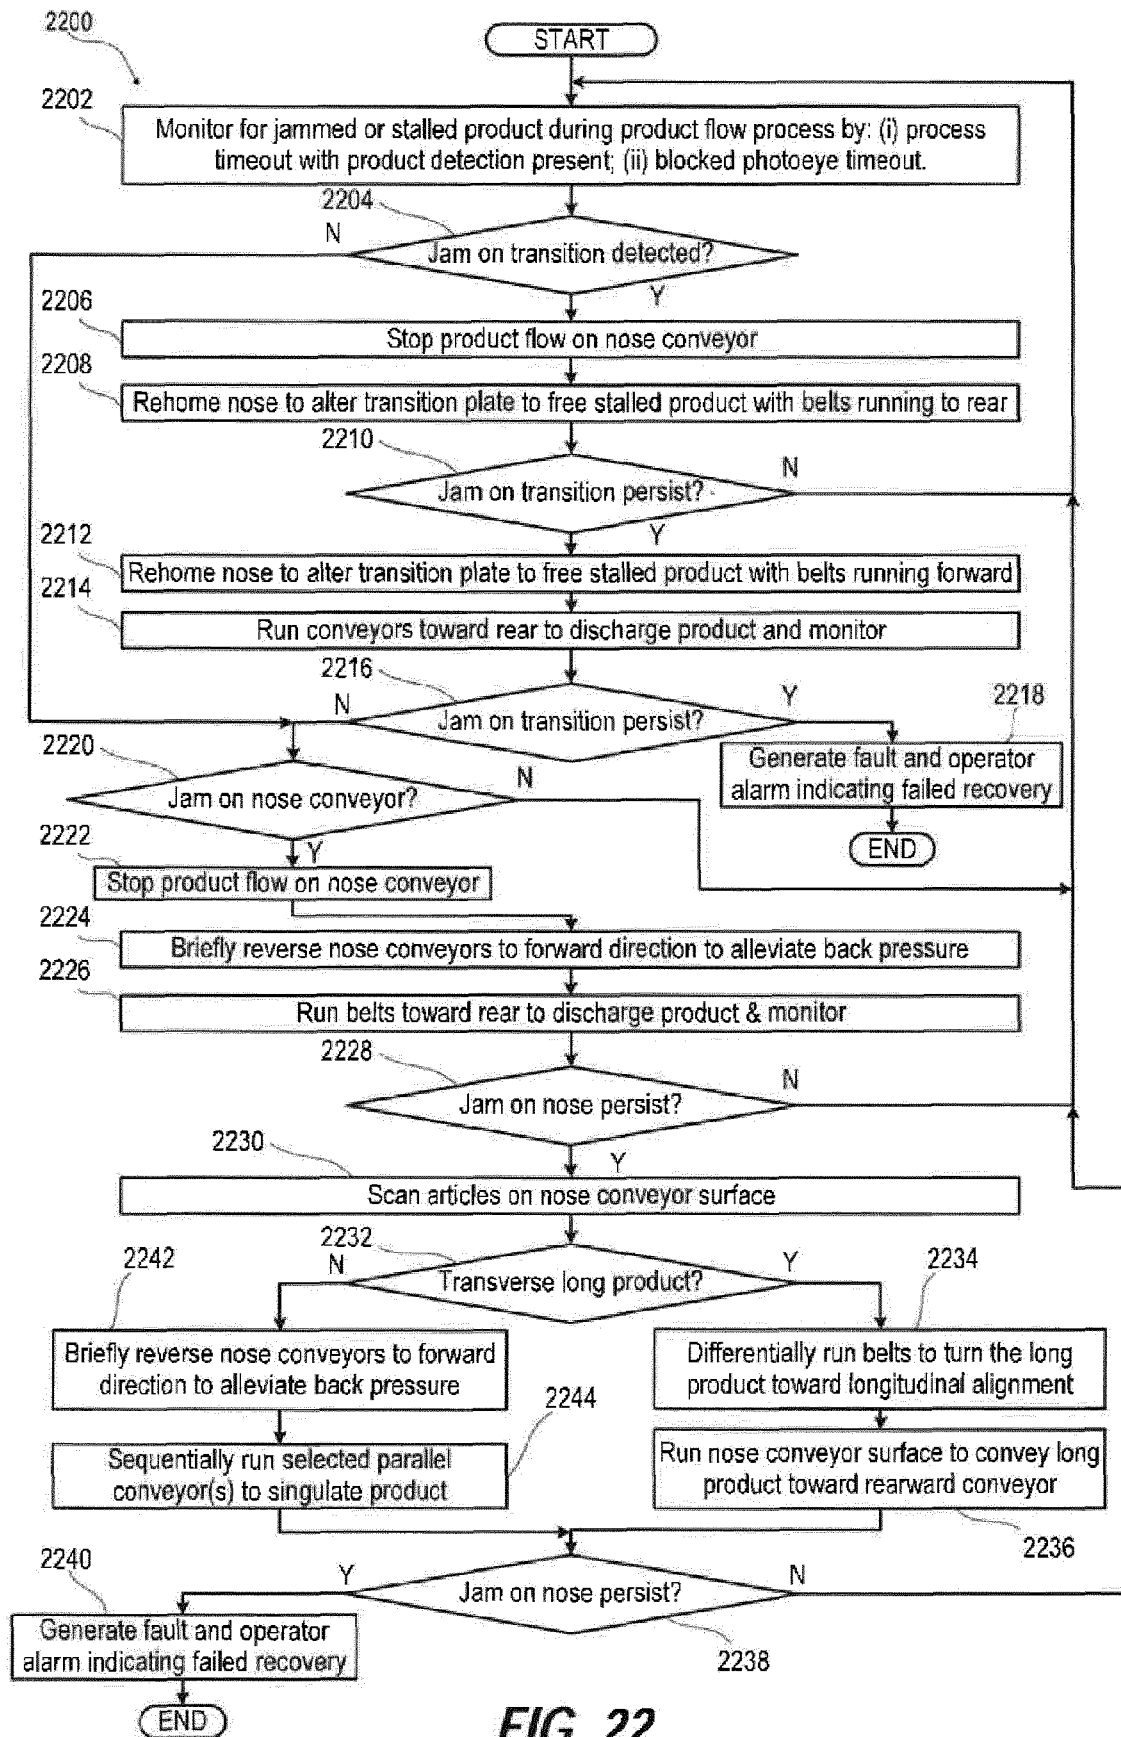 2200
START
2202
Monitor for jammed or stalled product during product flow process by: (i) process
timeout with product detection present; (ii) blocked photoeye timeout.
2204
N
Jam on transition detected?
Y
2206
Stop product flow on nose conveyor
2208
Rehome nose to alter transition plate to free stalled product with belts running to rear
2210
N
Jam on transition persist?
Y
2212
Rehome nose to alter transition plate to free stalled product with belts running forward
2214
Run conveyors toward rear to discharge product and monitor
2216
N
Jam on transition persist?
Y
2218
Generate fault and operator
alarm indicating failed recovery
END
2220
Jam on nose conveyor?
N
Y
2222
Stop product flow on nose conveyor
2224
Briefly reverse nose conveyors to forward direction to alleviate back pressure
2226
Run belts toward rear to discharge product & monitor
2228
N
Jam on nose persist?
Y
2230
Scan articles on nose conveyor surface
2232
N
Transverse long product?
Y
2242
Briefly reverse nose conveyors to forward
direction to alleviate back pressure
2244
Sequentially run selected parallel
conveyor(s) to singulate product
2234
Differentially run belts to turn the long
product toward longitudinal alignment
Run nose conveyor surface to convey long
product toward rearward conveyor
2236
Y
Jam on nose persist?
N
2238
2240
Generate fault and operator
alarm indicating failed recovery
END
FIG. 22